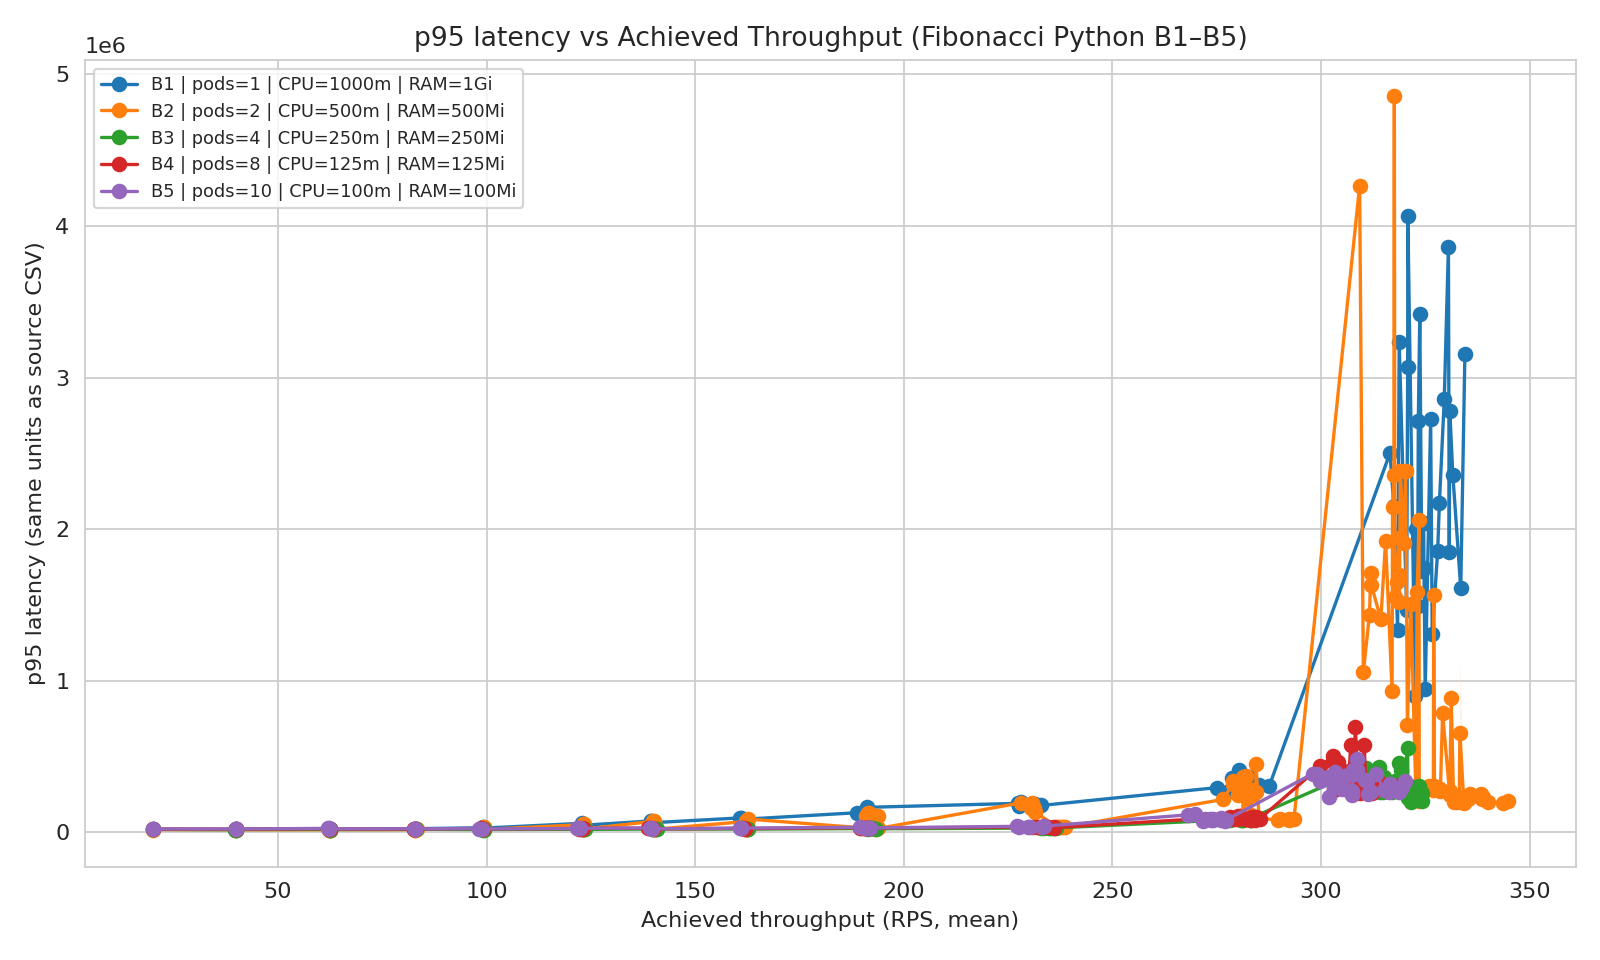 p95 latency vs Achieved Throughput (Fibonacci Python B1–B5)
1e6
5
4
3
2
1
0
p95 latency (same units as source CSV)
B1 | pods=1 | CPU=1000m | RAM=1Gi
B2 | pods=2 | CPU=500m | RAM=500Mi
B3 | pods=4 | CPU=250m | RAM=250Mi
B4 | pods=8 | CPU=125m | RAM=125Mi
B5 | pods=10 | CPU=100m | RAM=100Mi
50 100 150 200 250 300 350
Achieved throughput (RPS, mean)